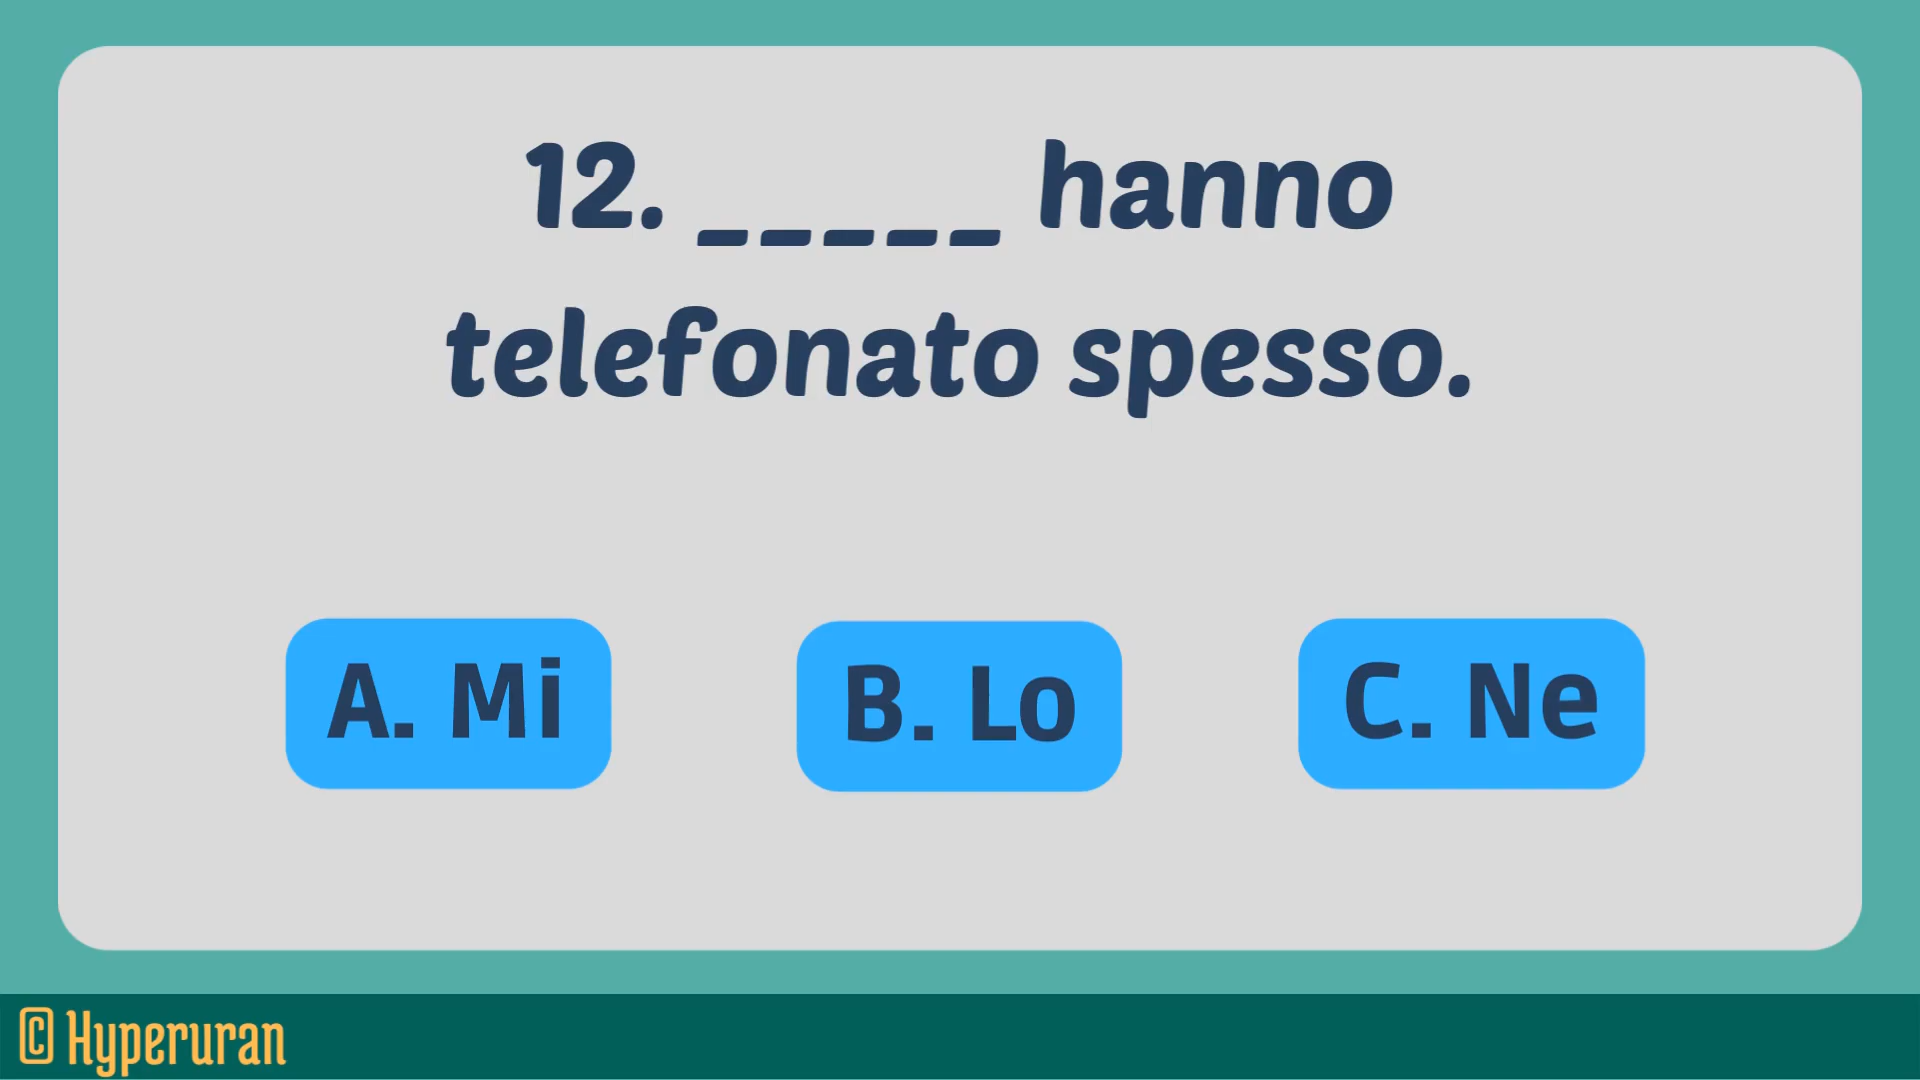 12. _____ hanno
telefonato spesso.
A. Mi
B. Lo
C. Ne
© Hyperuran